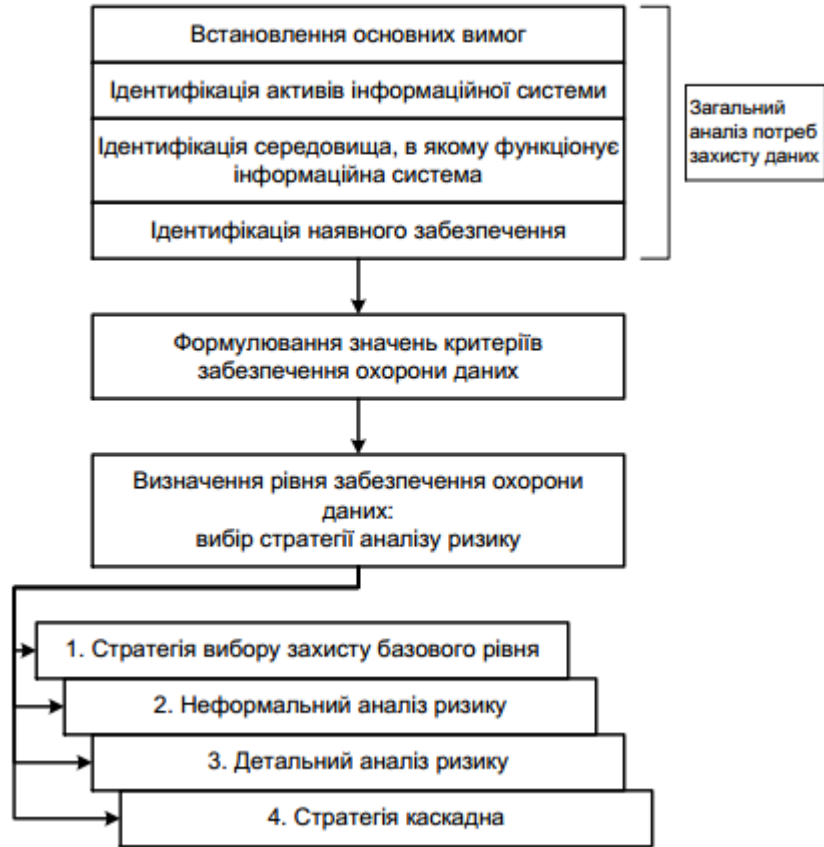 Встановлення основних вимог
Ідентифікація активів інформаційної системи
Ідентифікація середовища, в якому функціонує
інформаційна система
Ідентифікація наявного забезпечення
Загальний
аналіз потреб
захисту даних
Формулювання значень критеріїв
забезпечення охорони даних
Визначення рівня забезпечення охорони
даних:
вибір стратегії аналізу ризику
1. Стратегія вибору захисту базового рівня
2. Неформальний аналіз ризику
3. Детальний аналіз ризику
4. Стратегія каскадна